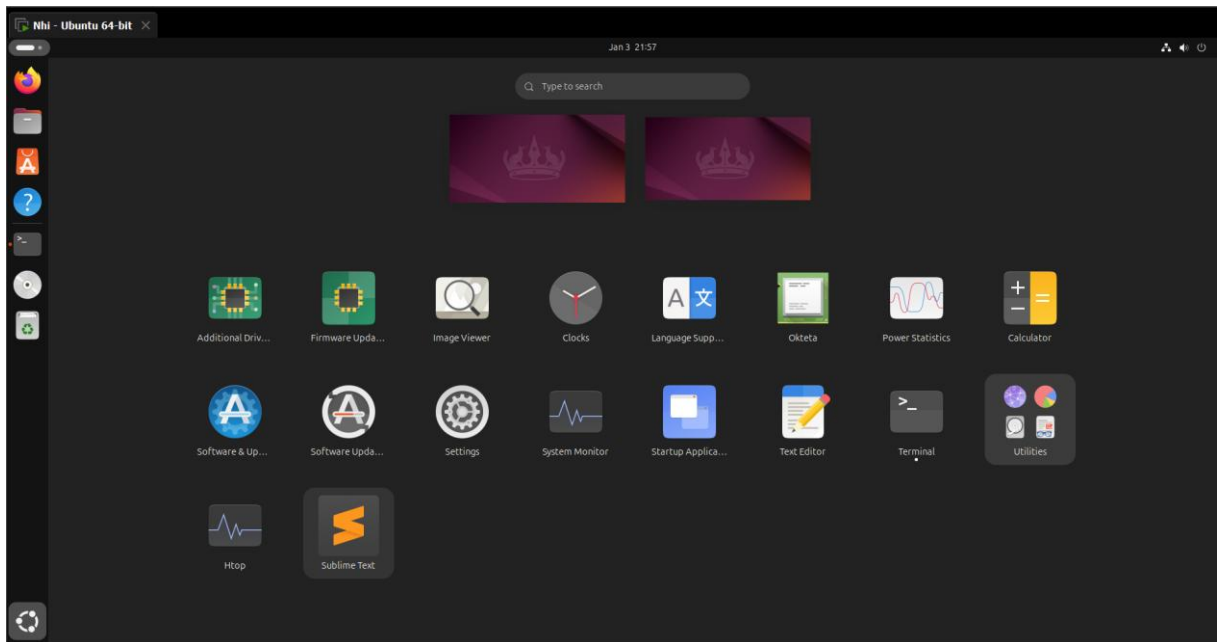 Nhi - Ubuntu 64-bit
Jan 3 21:57
Type to search
Additional Driv...
Firmware Upda...
Image Viewer
Clocks
Language Supp...
Okteta
Power Statistics
Calculator
Software & Up...
Software Upda...
Settings
System Monitor
Startup Applica...
Text Editor
Terminal
Utilities
Htop
Sublime Text